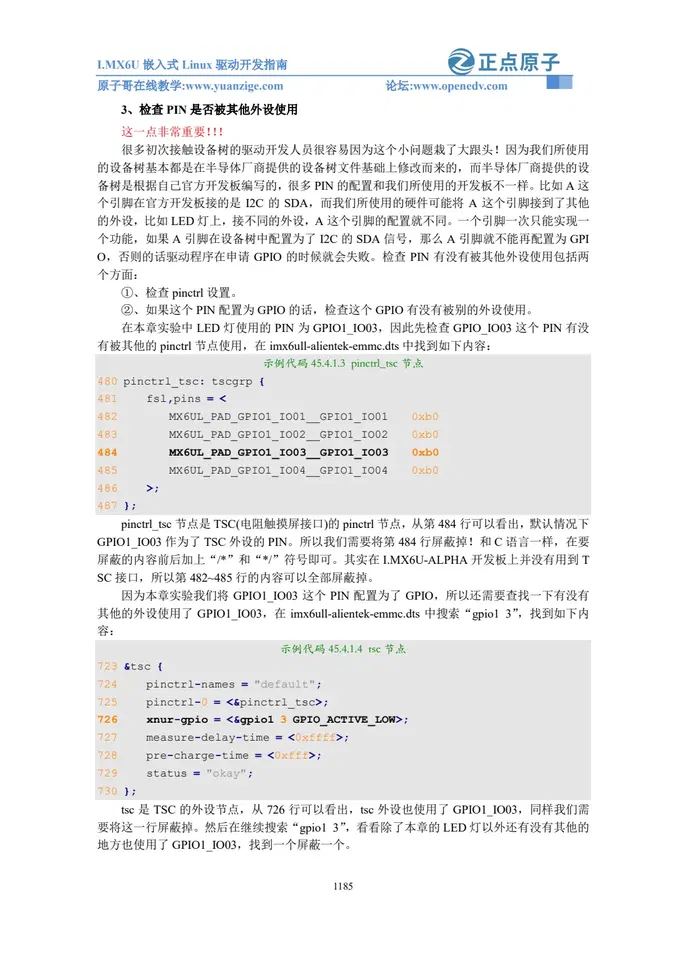 I.MX6U 嵌入式 Linux 驱动开发指南
正点原子
原子哥在线教学:www.yuanzige.com 论坛:www.openedv.com
3、检查 PIN 是否被其他外设使用
这一点非常重要!!!
很多初次接触设备树的驱动开发人员很容易因为这个小问题栽了大跟头！因为我们所使用
的设备树基本都是在半导体厂商提供的设备树文件基础上修改而来的，而半导体厂商提供的设
备树是根据自己官方开发板编写的，很多 PIN 的配置和我们所使用的开发板不一样。比如 A 这
个引脚在官方开发板接的是 I2C 的 SDA，而我们所使用的硬件可能将 A 这个引脚接到了其他
的外设，比如 LED 灯上，接不同的外设，A 这个引脚的配置就不同。一个引脚一次只能实现一
个功能，如果 A 引脚在设备树中配置为了 I2C 的 SDA 信号，那么 A 引脚就不能再配置为 GPI
O，否则的话驱动程序在申请 GPIO 的时候就会失败。检查 PIN 有没有被其他外设使用包括两
个方面：
①、检查 pinctrl 设置。
②、如果这个 PIN 配置为 GPIO 的话，检查这个 GPIO 有没有被别的外设使用。
在本章实验中 LED 灯使用的 PIN 为 GPIO1_IO03，因此先检查 GPIO_IO03 这个 PIN 有没
有被其他的 pinctrl 节点使用，在 imx6ull-alientek-emmc.dts 中找到如下内容：
示例代码 45.4.1.3 pinctrl_tsc 节点
480 pinctrl_tsc: tscgrp {
481 fsl,pins = <
482 MX6UL_PAD_GPIO1_IO01__GPIO1_IO01 0xb0
483 MX6UL_PAD_GPIO1_IO02__GPIO1_IO02 0xb0
484 MX6UL_PAD_GPIO1_IO03__GPIO1_IO03 0xb0
485 MX6UL_PAD_GPIO1_IO04__GPIO1_IO04 0xb0
486 >;
487 };
pinctrl_tsc 节点是 TSC(电阻触摸屏接口)的 pinctrl 节点，从第 484 行可以看出，默认情况下
GPIO1_IO03 作为了 TSC 外设的 PIN。所以我们需要将第 484 行屏蔽掉！和 C 语言一样，在要
屏蔽的内容前后加上“/*”和“*/”符号即可。其实在 I.MX6U-ALPHA 开发板上并没有用到 T
SC 接口，所以第 482~485 行的内容可以全部屏蔽掉。
因为本章实验我们将 GPIO1_IO03 这个 PIN 配置为了 GPIO，所以还需要查找一下有没有
其他的外设使用了 GPIO1_IO03，在 imx6ull-alientek-emmc.dts 中搜索“gpio1 3”，找到如下内
容：
示例代码 45.4.1.4 tsc 节点
723 &tsc {
724 pinctrl-names = "default";
725 pinctrl-0 = <&pinctrl_tsc>;
726 xnur-gpio = <&gpio1 3 GPIO_ACTIVE_LOW>;
727 measure-delay-time = <0xffff>;
728 pre-charge-time = <0xfff>;
729 status = "okay";
730 };
tsc 是 TSC 的外设节点，从 726 行可以看出，tsc 外设也使用了 GPIO1_IO03，同样我们需
要将这一行屏蔽掉。然后在继续搜索“gpio1 3”，看看除了本章的 LED 灯以外还有没有其他的
地方也使用了 GPIO1_IO03，找到一个屏蔽一个。
1185